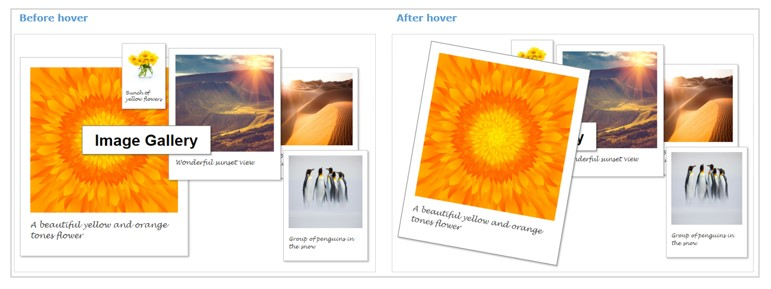 Before hover
Bunch of
yellow flowers
Image Gallery
Wonderful sunset view
A beautiful yellow and orange
tones flower
Group of penguins in
the snow
After hover
y
Wonderful sunset view
A beautiful yellow and orange
tones flower
Group of penguins in
the snow